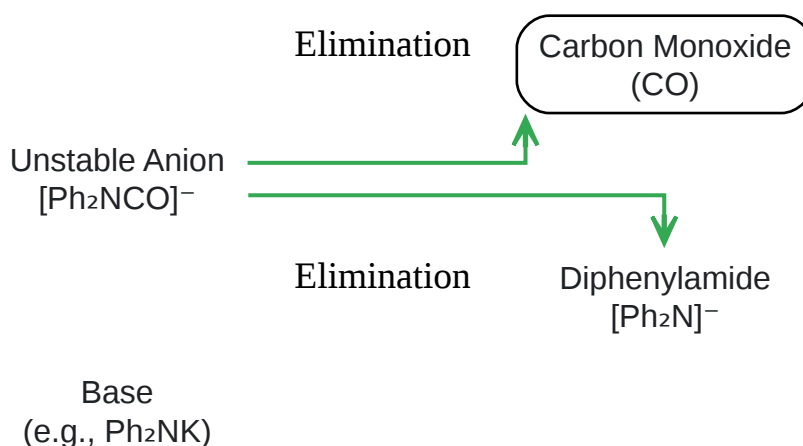 Elimination
Carbon Monoxide
(CO)
Unstable Anion
[Ph₂NCO]⁻
Elimination
Diphenylamide
[Ph₂N]⁻
Base
(e.g., Ph₂NK)